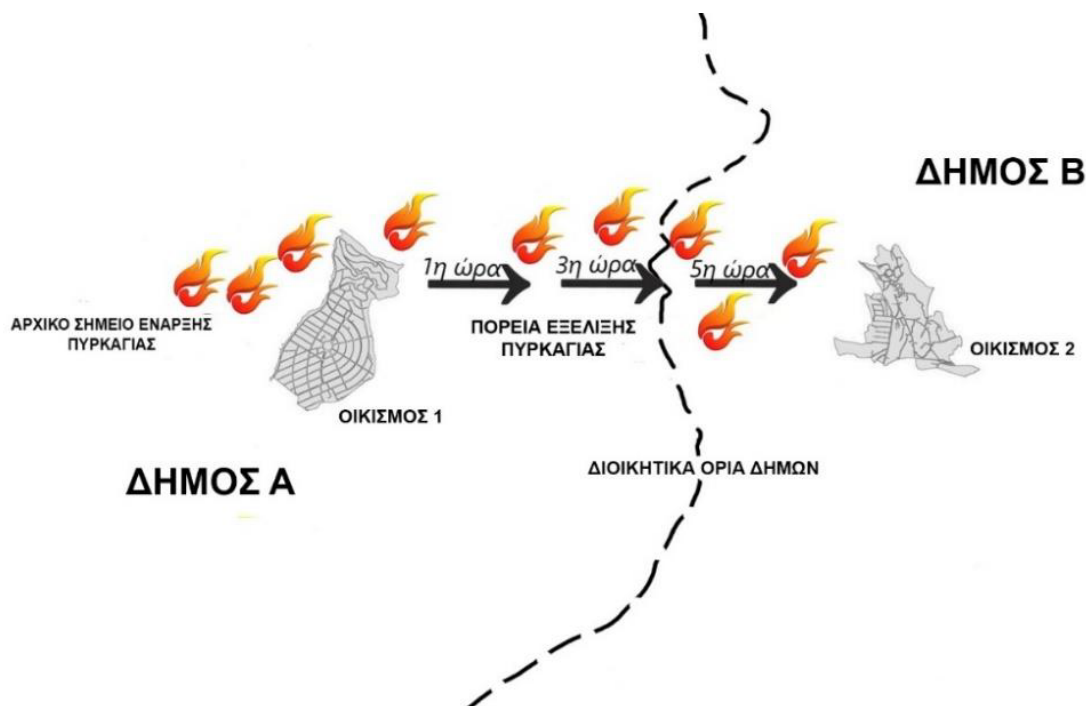 ΔΗΜΟΣ Β
1η ώρα
3η ώρα
5η ώρα
ΑΡΧΙΚΟ ΣΗΜΕΙΟ ΕΝΑΡΞΗΣ
ΠΥΡΚΑΓΙΑΣ
ΠΟΡΕΙΑ ΕΞΕΛΙΞΗΣ
ΠΥΡΚΑΓΙΑΣ
ΟΙΚΙΣΜΟΣ 2
ΟΙΚΙΣΜΟΣ 1
ΔΙΟΙΚΗΤΙΚΑ ΟΡΙΑ ΔΗΜΩΝ
ΔΗΜΟΣ Α